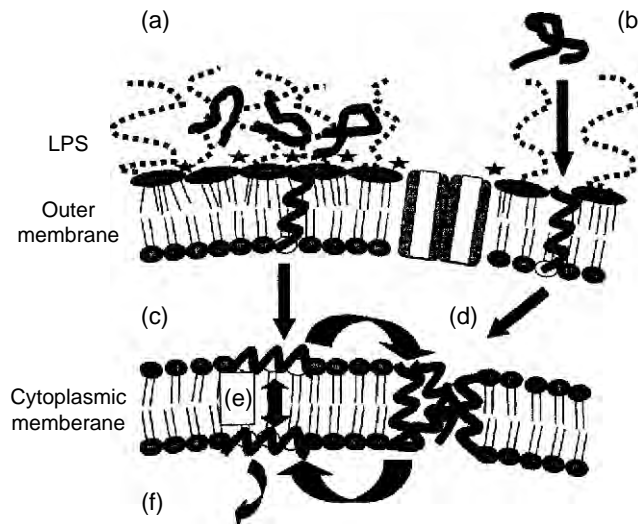 (a)
(b)
LPS
Outer
membrane
(c)
(d)
Cytoplasmic
memberane
(e)
(f)